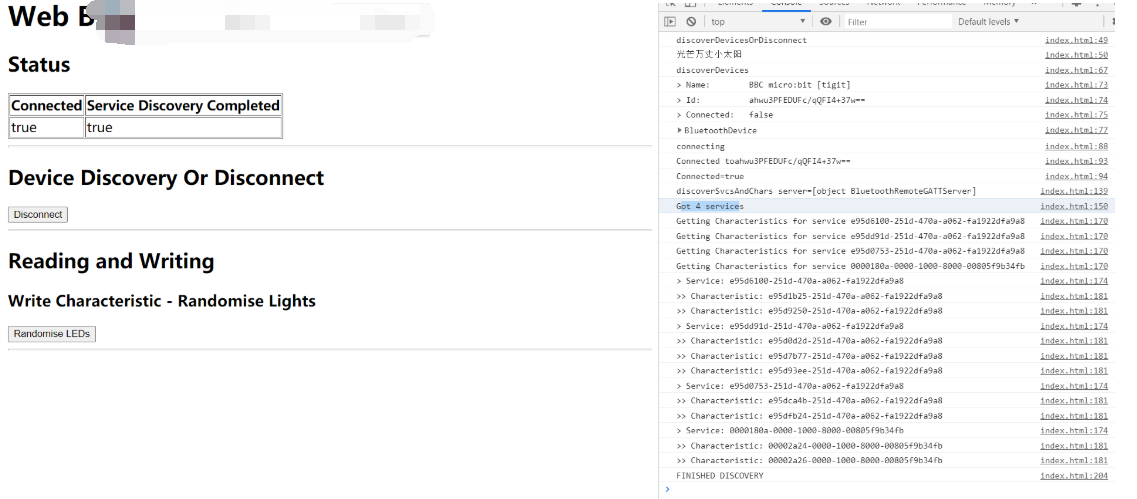 Web B
Status
Connected Service Discovery Completed
true true
Device Discovery Or Disconnect
Disconnect
Reading and Writing
Write Characteristic - Randomise Lights
Randomise LEDs
top Filter Default levels
discoverDevicesOrDisconnect index.html:49
光芒万丈小太阳 index.html:50
discoverDevices index.html:67
> Name: BBC micro:bit [tigit] index.html:73
> Id: ahwu3PFEDUFc/qQFI4+37w== index.html:74
> Connected: false index.html:75
BluetoothDevice index.html:77
connecting index.html:88
Connected toahwu3PFEDUFc/qQFI4+37w== index.html:93
Connected=true index.html:94
discoverSvcsAndChars server=[object BluetoothRemoteGATTServer] index.html:139
Got 4 services index.html:150
Getting Characteristics for service e95d6100-251d-470a-a062-fa1922dfa9a8 index.html:170
Getting Characteristics for service e95dd91d-251d-470a-a062-fa1922dfa9a8 index.html:170
Getting Characteristics for service e95d0753-251d-470a-a062-fa1922dfa9a8 index.html:170
Getting Characteristics for service 0000180a-0000-1000-8000-00805f9b34fb index.html:170
> Service: e95d6100-251d-470a-a062-fa1922dfa9a8 index.html:174
>> Characteristic: e95d1b25-251d-470a-a062-fa1922dfa9a8 index.html:181
>> Characteristic: e95d9250-251d-470a-a062-fa1922dfa9a8 index.html:181
> Service: e95dd91d-251d-470a-a062-fa1922dfa9a8 index.html:174
>> Characteristic: e95d0d2d-251d-470a-a062-fa1922dfa9a8 index.html:181
>> Characteristic: e95d7b77-251d-470a-a062-fa1922dfa9a8 index.html:181
>> Characteristic: e95d93ee-251d-470a-a062-fa1922dfa9a8 index.html:181
> Service: e95d0753-251d-470a-a062-fa1922dfa9a8 index.html:174
>> Characteristic: e95dca4b-251d-470a-a062-fa1922dfa9a8 index.html:181
>> Characteristic: e95dfb24-251d-470a-a062-fa1922dfa9a8 index.html:181
> Service: 0000180a-0000-1000-8000-00805f9b34fb index.html:174
>> Characteristic: 00002a24-0000-1000-8000-00805f9b34fb index.html:181
>> Characteristic: 00002a26-0000-1000-8000-00805f9b34fb index.html:181
FINISHED DISCOVERY index.html:204